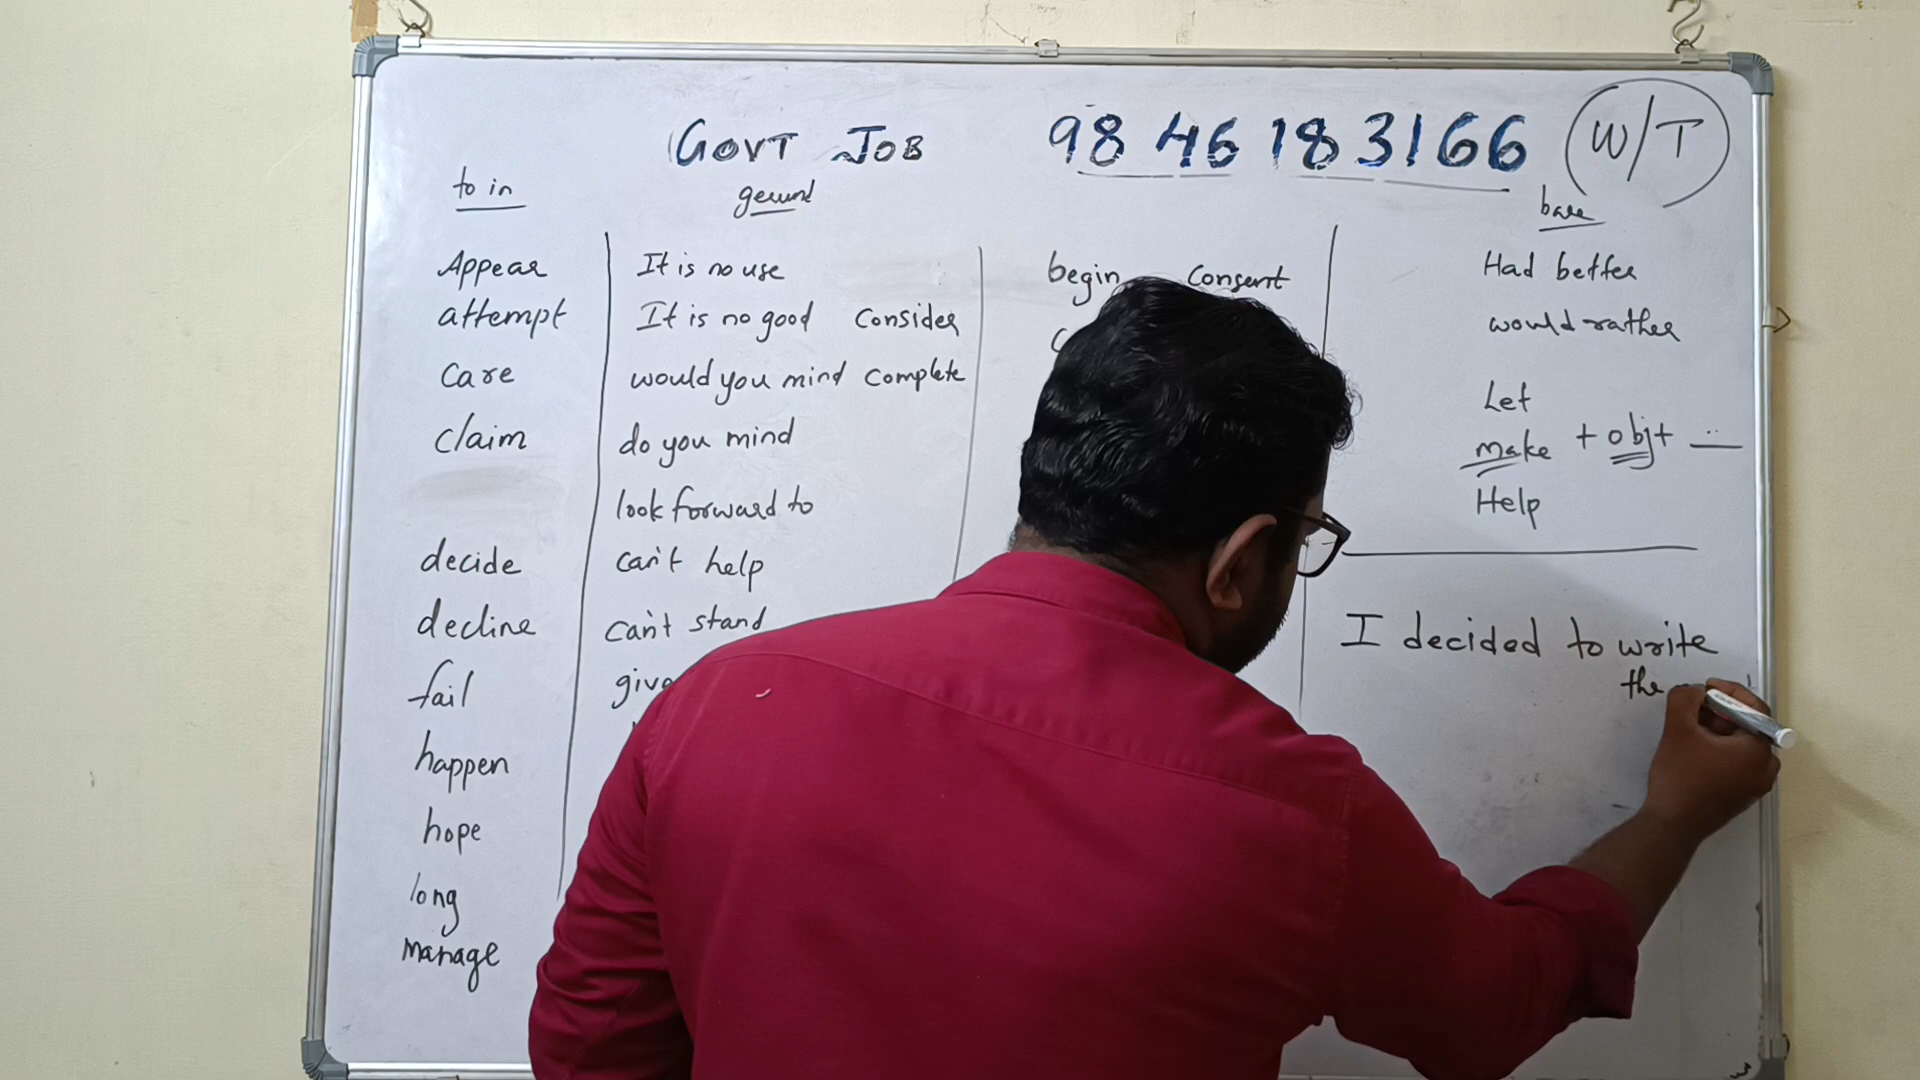 GOVT JOB 98 46 18 3166 W/T
to in
gerund
bare
Appear
attempt
care
claim
decide
decline
fail
happen
hope
long
manage
It is no use
It is no good consider
would you mind complete
do you mind
look forward to
can't help
can't stand
give
begin consent
Had better
would rather
Let
make + obj +
Help
I decided to write
the